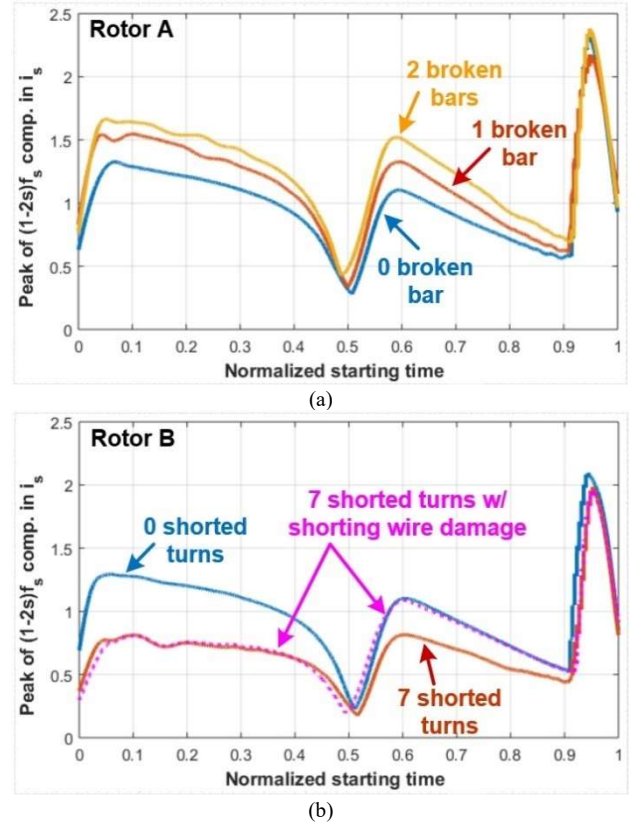 Rotor A
2 broken
bars
1 broken
bar
0 broken
bar
Peak of (1-2s)fs comp. in is
2.5
2
1.5
1
0.5
0
0 0.1 0.2 0.3 0.4 0.5 0.6 0.7 0.8 0.9 1
Normalized starting time
(a)
Rotor B
0 shorted
turns
7 shorted turns w/
shorting wire damage
7 shorted
turns
Peak of (1-2s)fs comp. in is
2.5
2
1.5
1
0.5
0
0 0.1 0.2 0.3 0.4 0.5 0.6 0.7 0.8 0.9 1
Normalized starting time
(b)